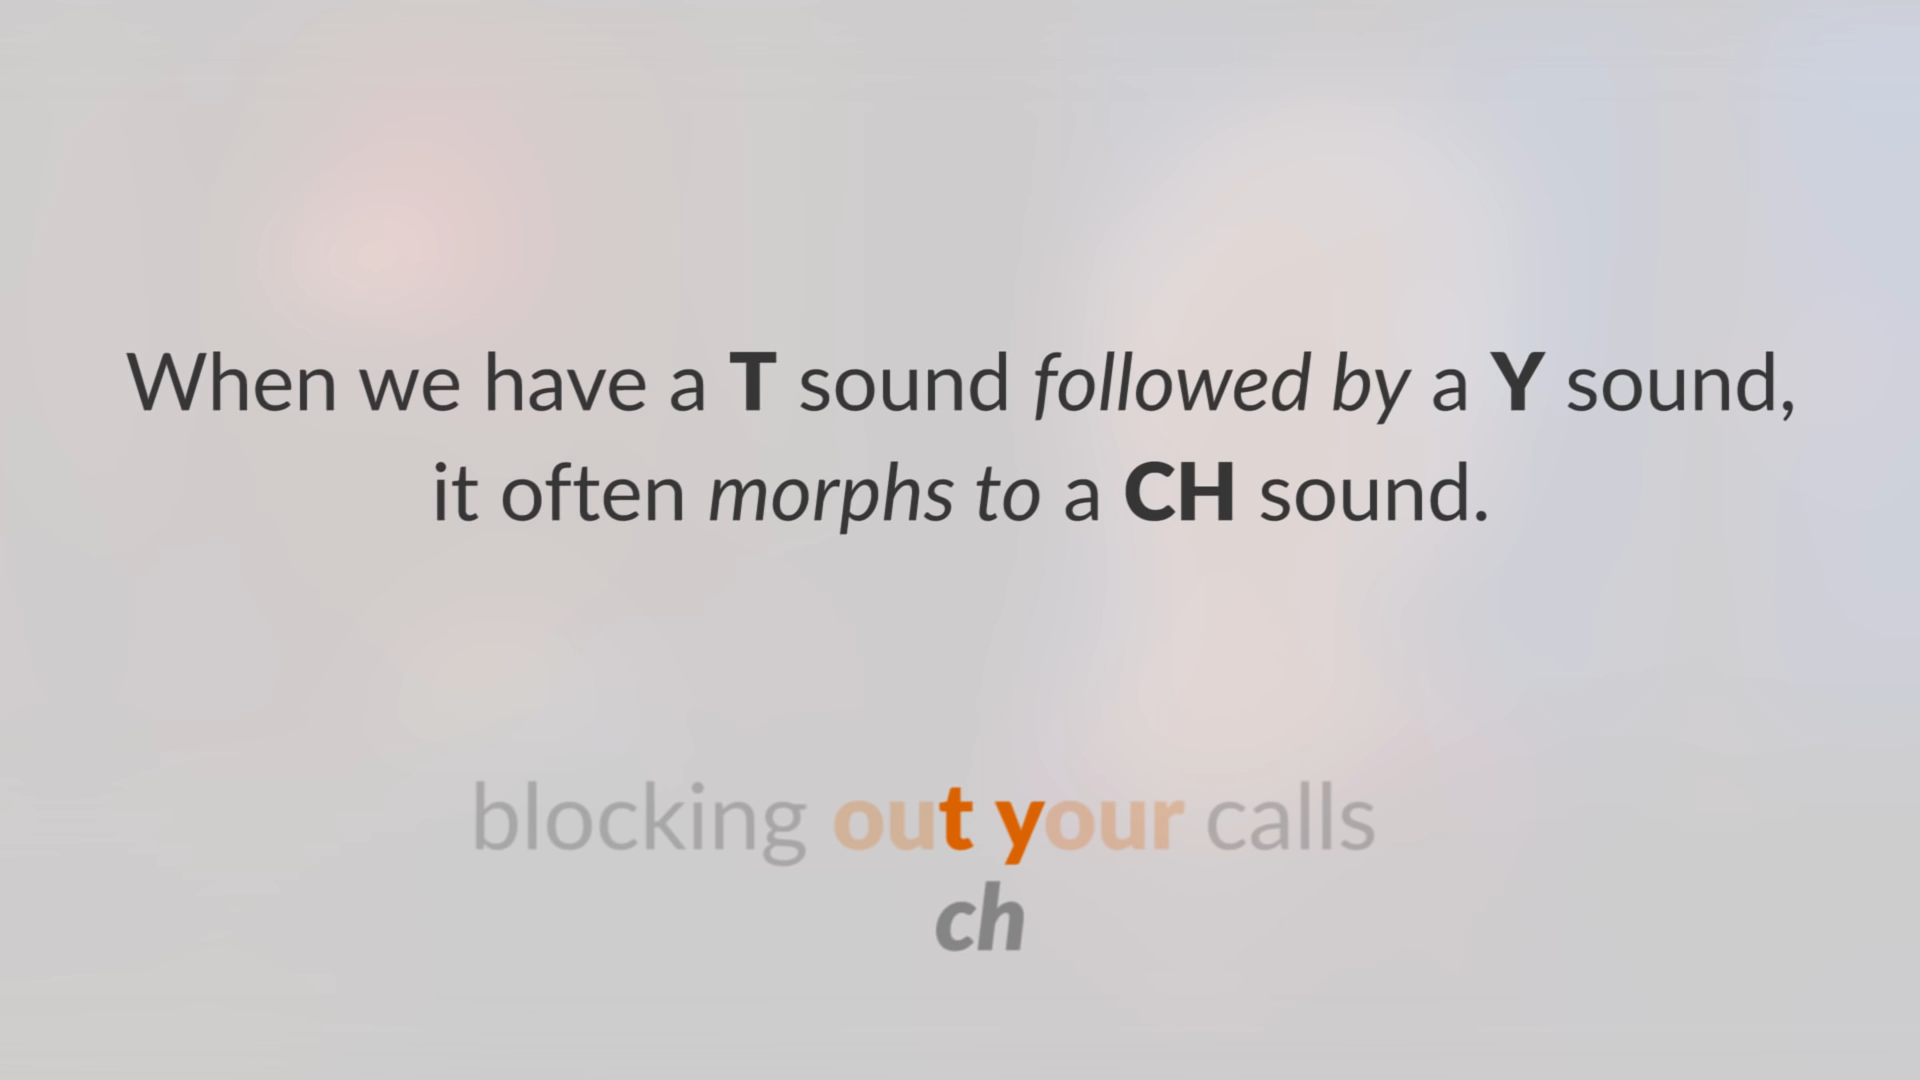 When we have a T sound followed by a Y sound,
it often morphs to a CH sound.
blocking out your calls
ch